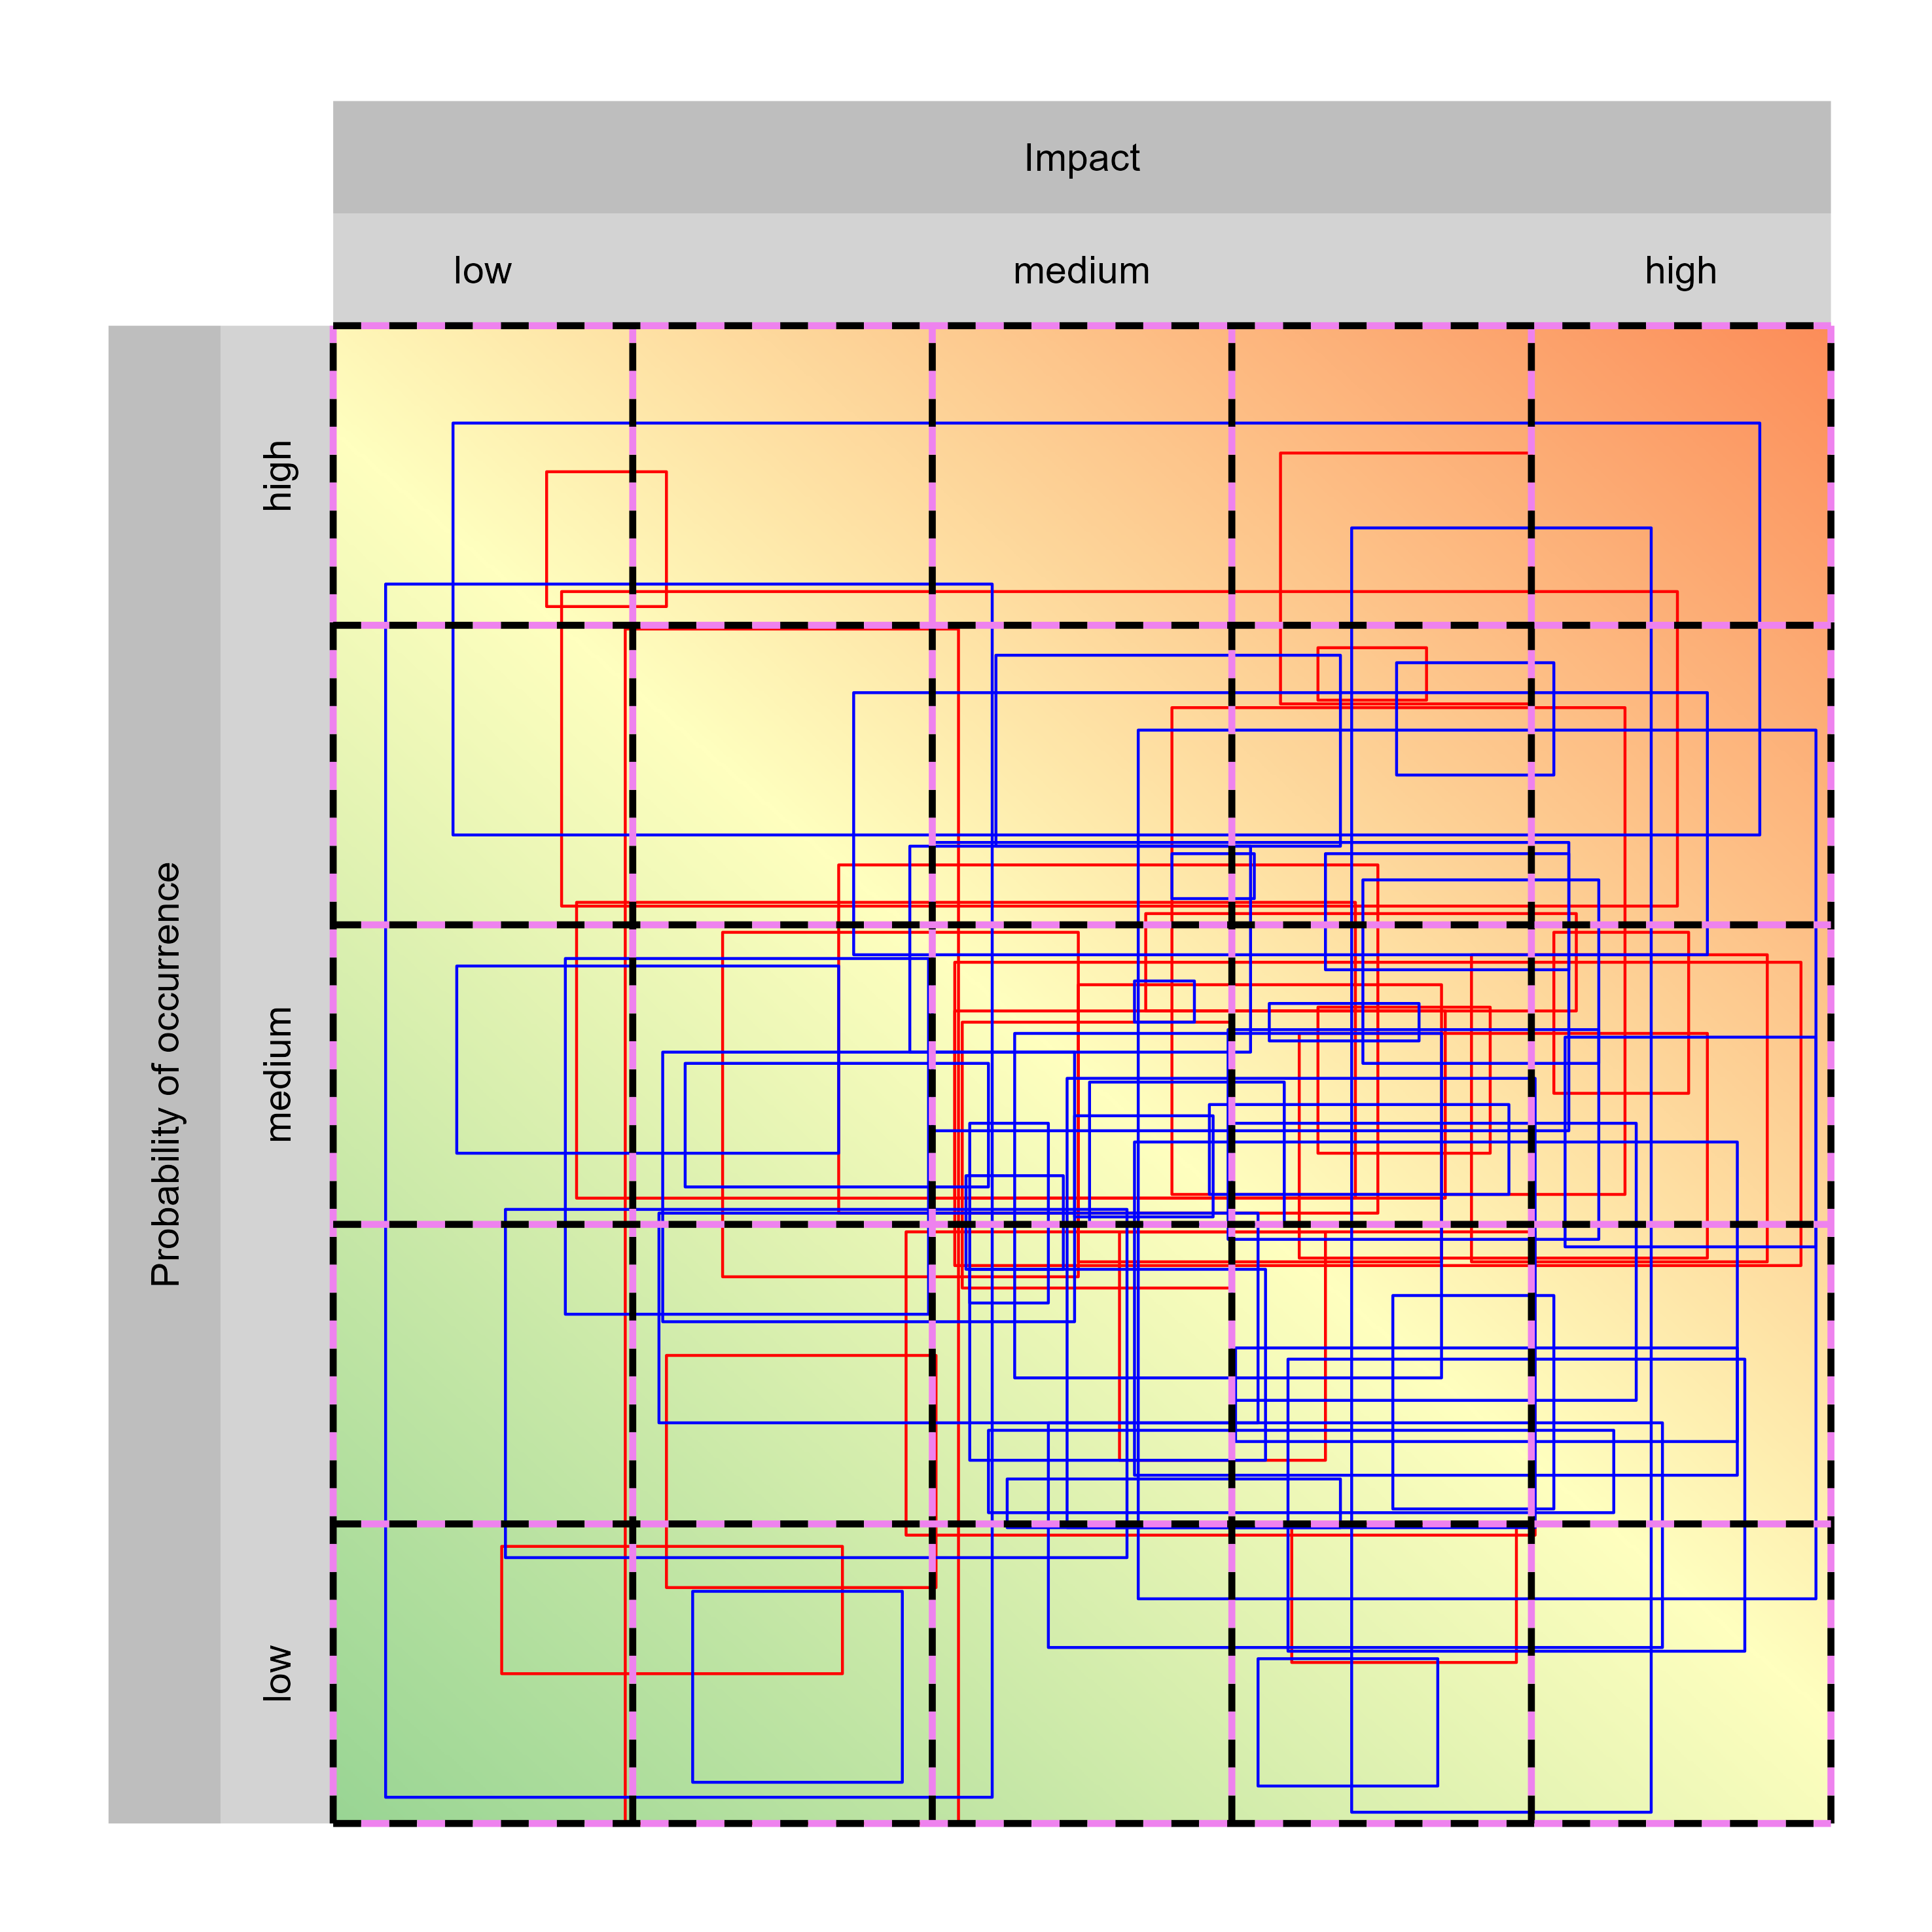 Impact
low medium high
Probability of occurrence
high
medium
low